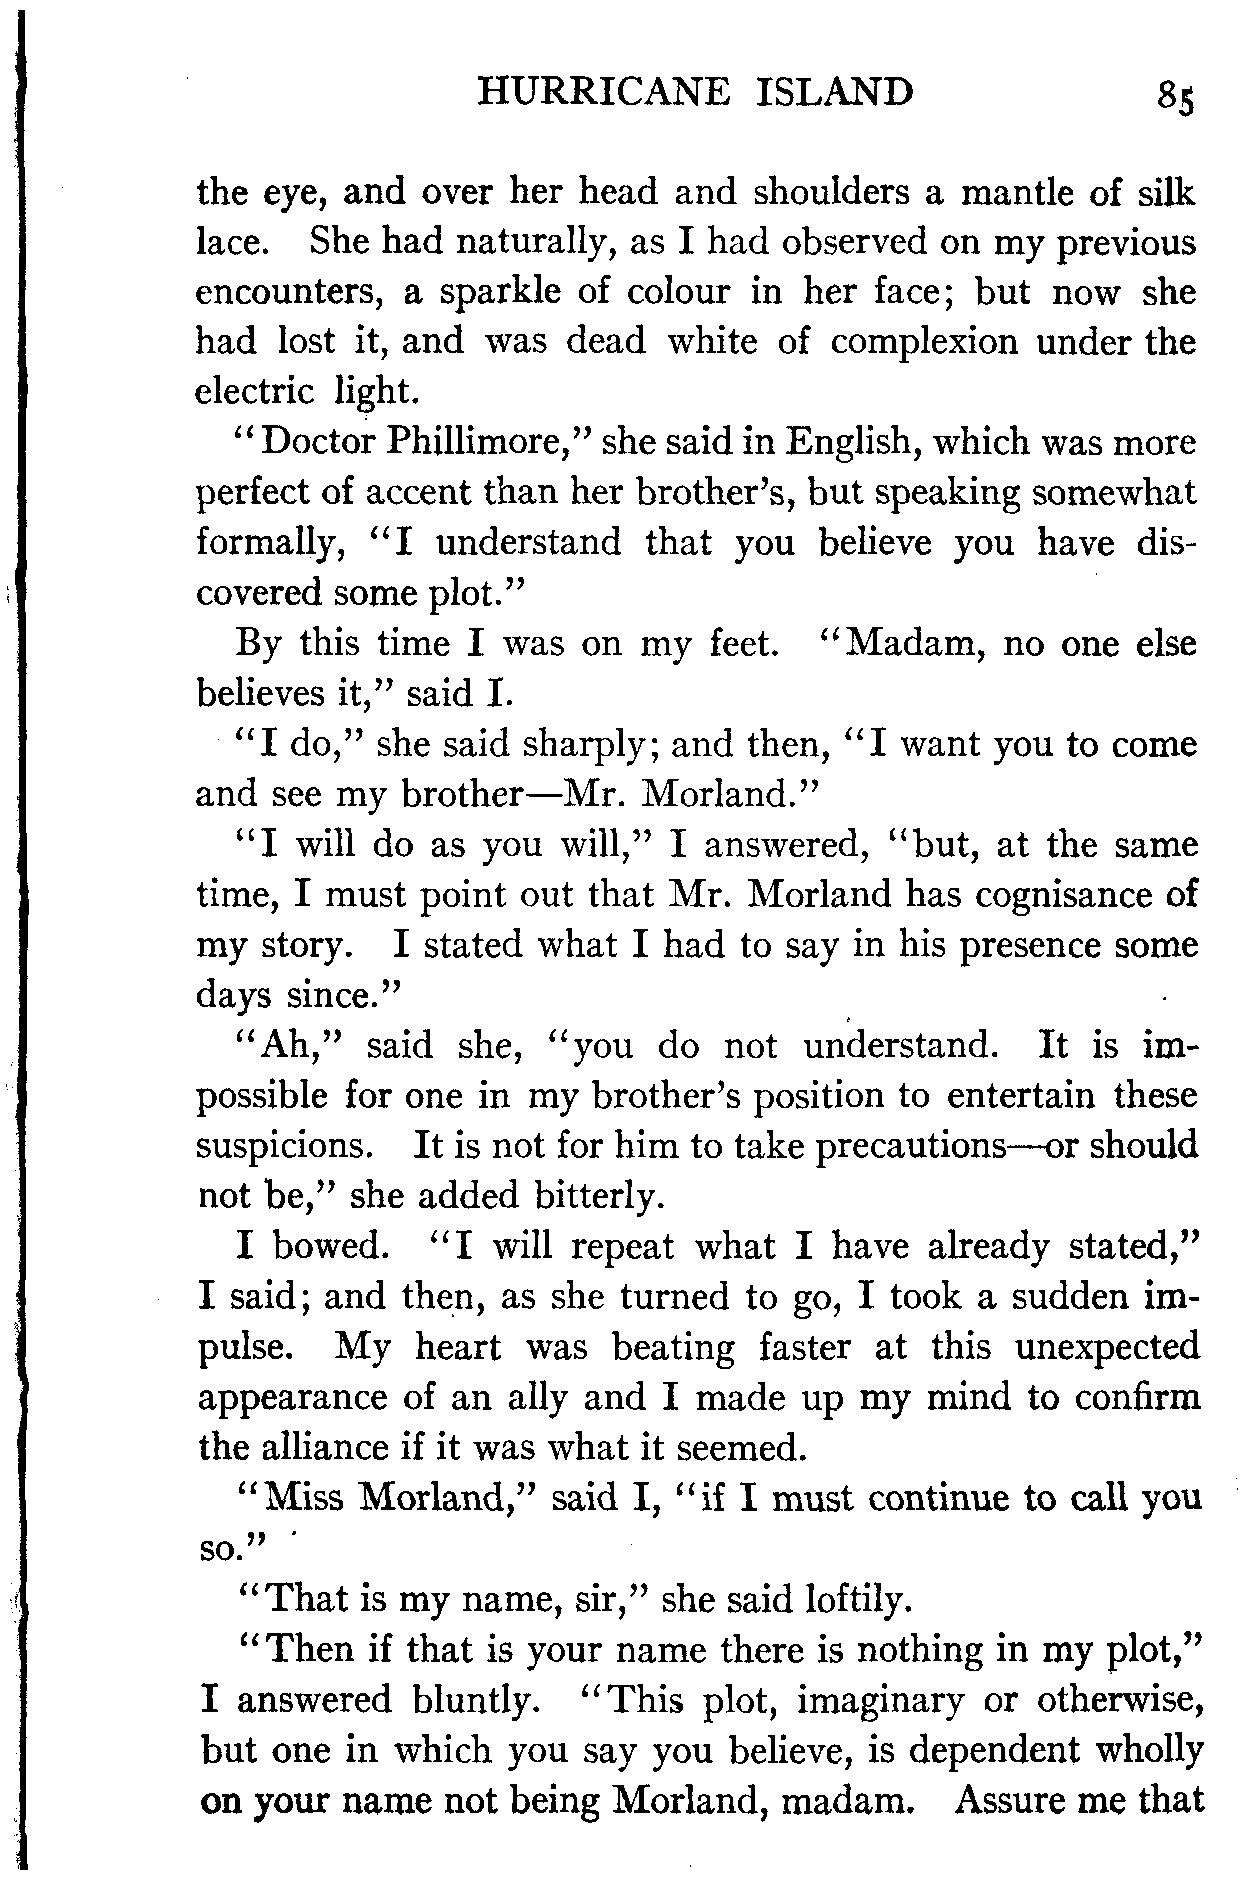 HURRICANE ISLAND 85
the eye, and over her head and shoulders a mantle of silk
lace. She had naturally, as I had observed on my previous
encounters, a sparkle of colour in her face; but now she
had lost it, and was dead white of complexion under the
electric light.
"Doctor Phillimore," she said in English, which was more
perfect of accent than her brother's, but speaking somewhat
formally, "I understand that you believe you have dis-
covered some plot."
By this time I was on my feet. "Madam, no one else
believes it," said I.
"I do," she said sharply; and then, "I want you to come
and see my brother—Mr. Morland."
"I will do as you will," I answered, "but, at the same
time, I must point out that Mr. Morland has cognisance of
my story. I stated what I had to say in his presence some
days since."
"Ah," said she, "you do not understand. It is im-
possible for one in my brother's position to entertain these
suspicions. It is not for him to take precautions—or should
not be," she added bitterly.
I bowed. "I will repeat what I have already stated,"
I said; and then, as she turned to go, I took a sudden im-
pulse. My heart was beating faster at this unexpected
appearance of an ally and I made up my mind to confirm
the alliance if it was what it seemed.
"Miss Morland," said I, "if I must continue to call you
so."
"That is my name, sir," she said loftily.
"Then if that is your name there is nothing in my plot,"
I answered bluntly. "This plot, imaginary or otherwise,
but one in which you say you believe, is dependent wholly
on your name not being Morland, madam. Assure me that